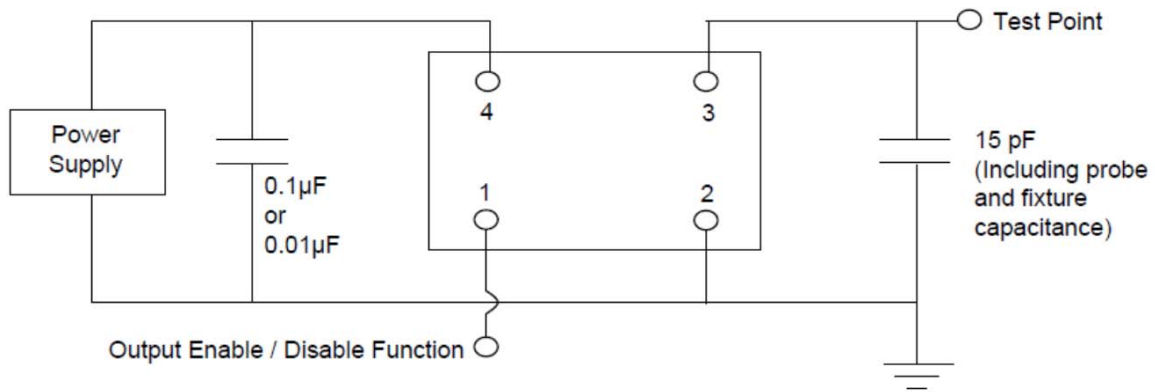 Test Point
Power
Supply
0.1µF
or
0.01µF
4
3
1
2
15 pF
(Including probe
and fixture
capacitance)
Output Enable / Disable Function